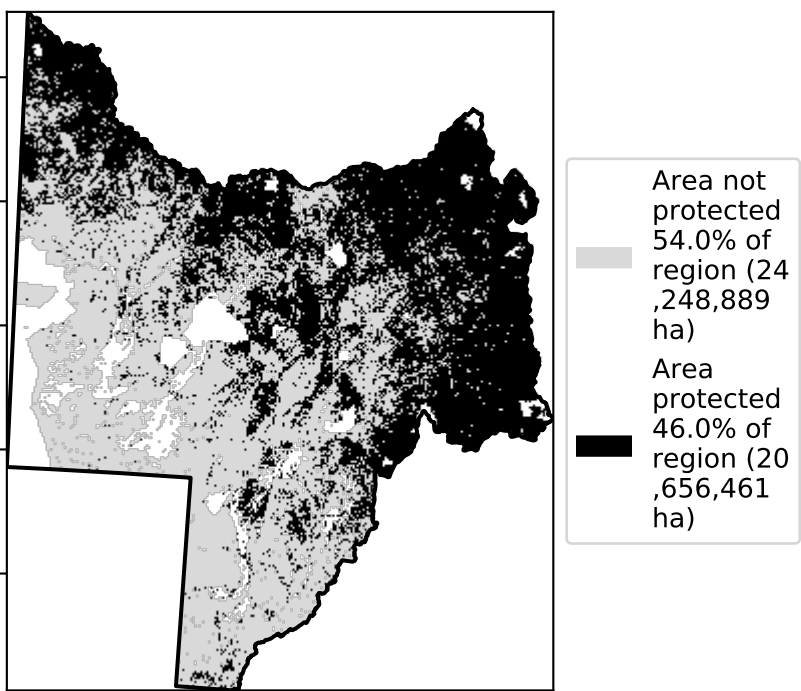 Area not
protected
54.0% of
region (24
,248,889
ha)
Area
protected
46.0% of
region (20
,656,461
ha)